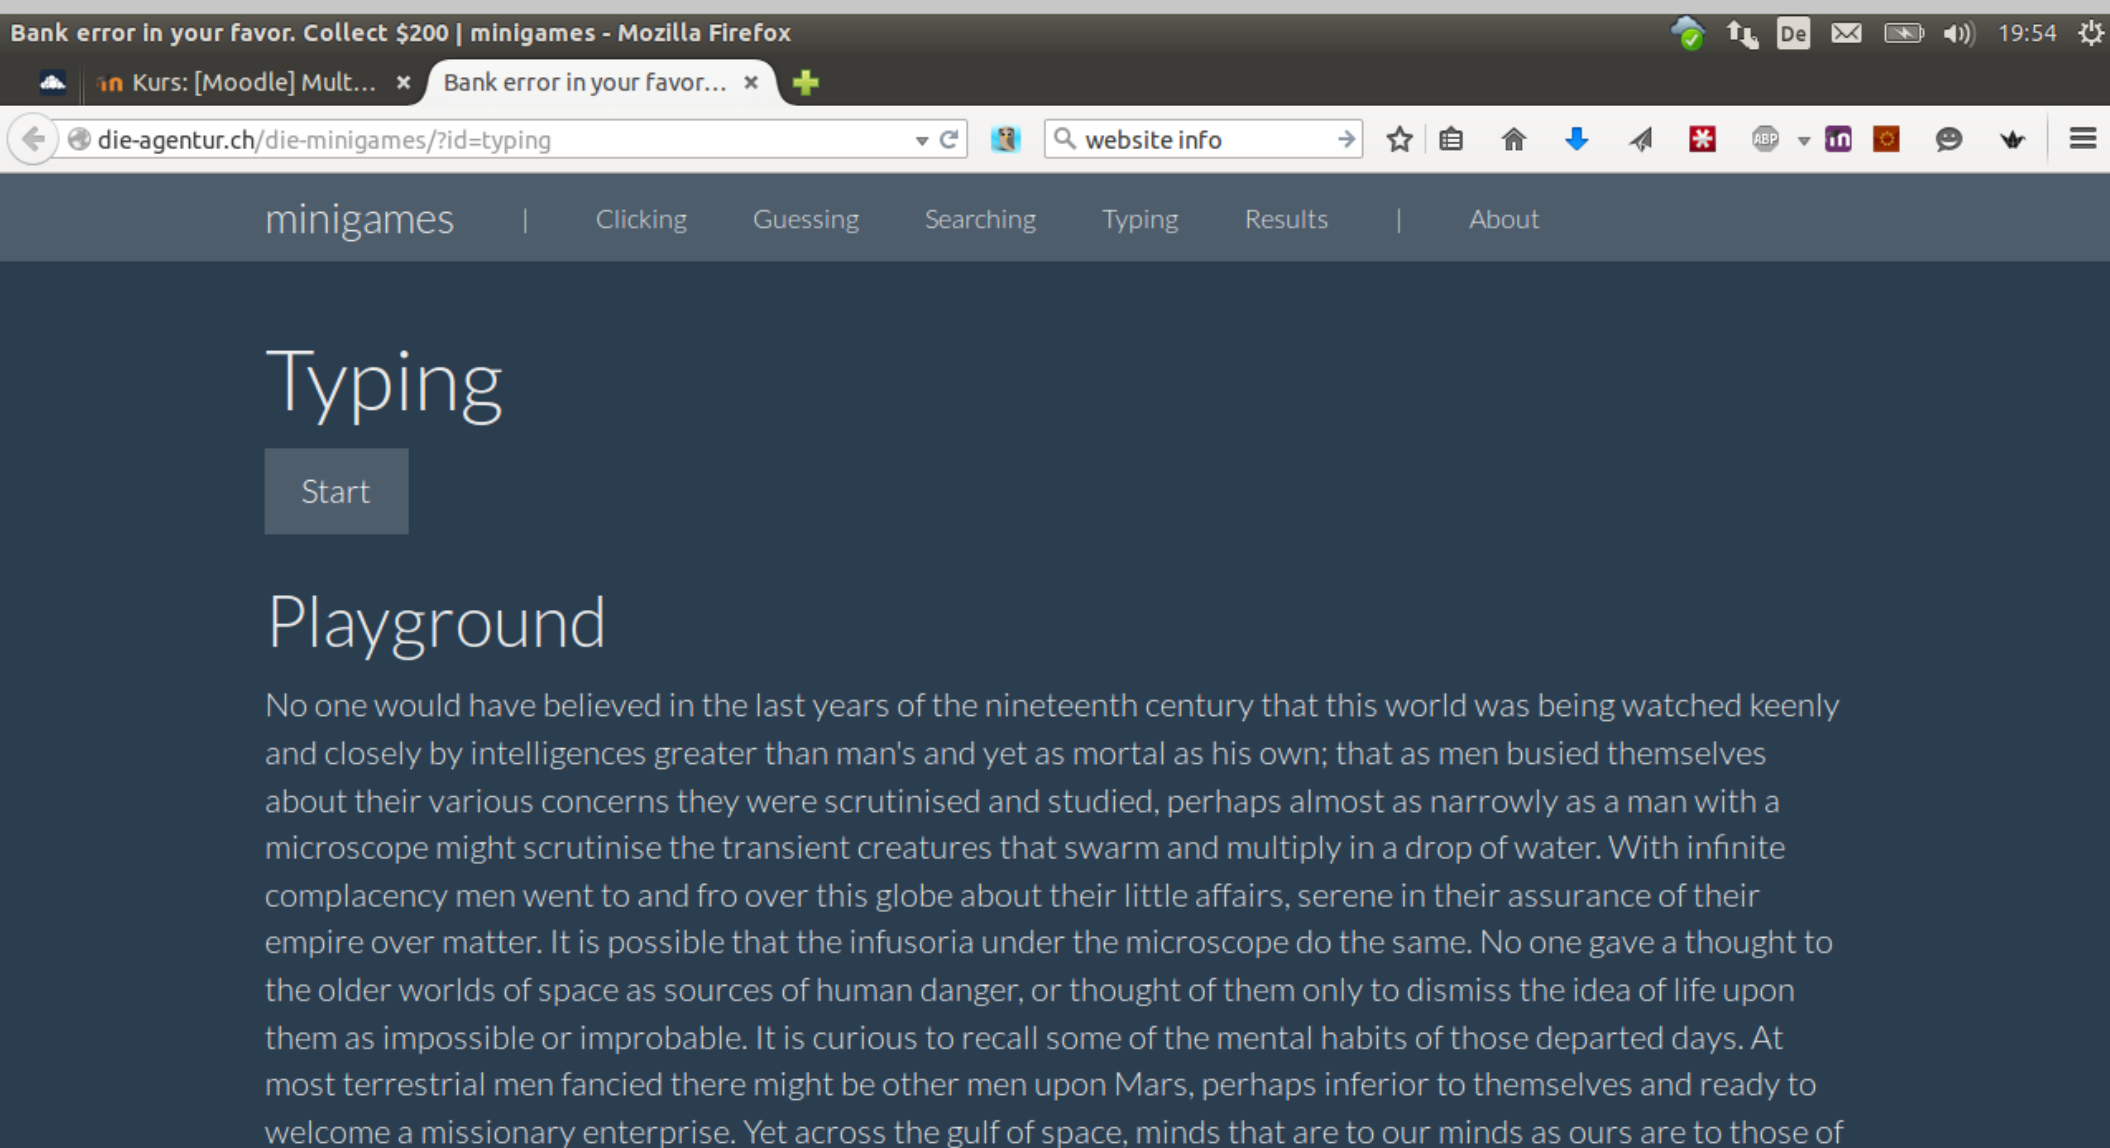 Bank error in your favor. Collect $200 | minigames - Mozilla Firefox
De
19:54
Kurs: [Moodle] Mult...
Bank error in your favor...
die-agentur.ch/die-minigames/?id=typing
website info
ABP
in
minigames | Clicking Guessing Searching Typing Results | About
Typing
Start
Playground
No one would have believed in the last years of the nineteenth century that this world was being watched keenly
and closely by intelligences greater than man's and yet as mortal as his own; that as men busied themselves
about their various concerns they were scrutinised and studied, perhaps almost as narrowly as a man with a
microscope might scrutinise the transient creatures that swarm and multiply in a drop of water. With infinite
complacency men went to and fro over this globe about their little affairs, serene in their assurance of their
empire over matter. It is possible that the infusoria under the microscope do the same. No one gave a thought to
the older worlds of space as sources of human danger, or thought of them only to dismiss the idea of life upon
them as impossible or improbable. It is curious to recall some of the mental habits of those departed days. At
most terrestrial men fancied there might be other men upon Mars, perhaps inferior to themselves and ready to
welcome a missionary enterprise. Yet across the gulf of space, minds that are to our minds as ours are to those of